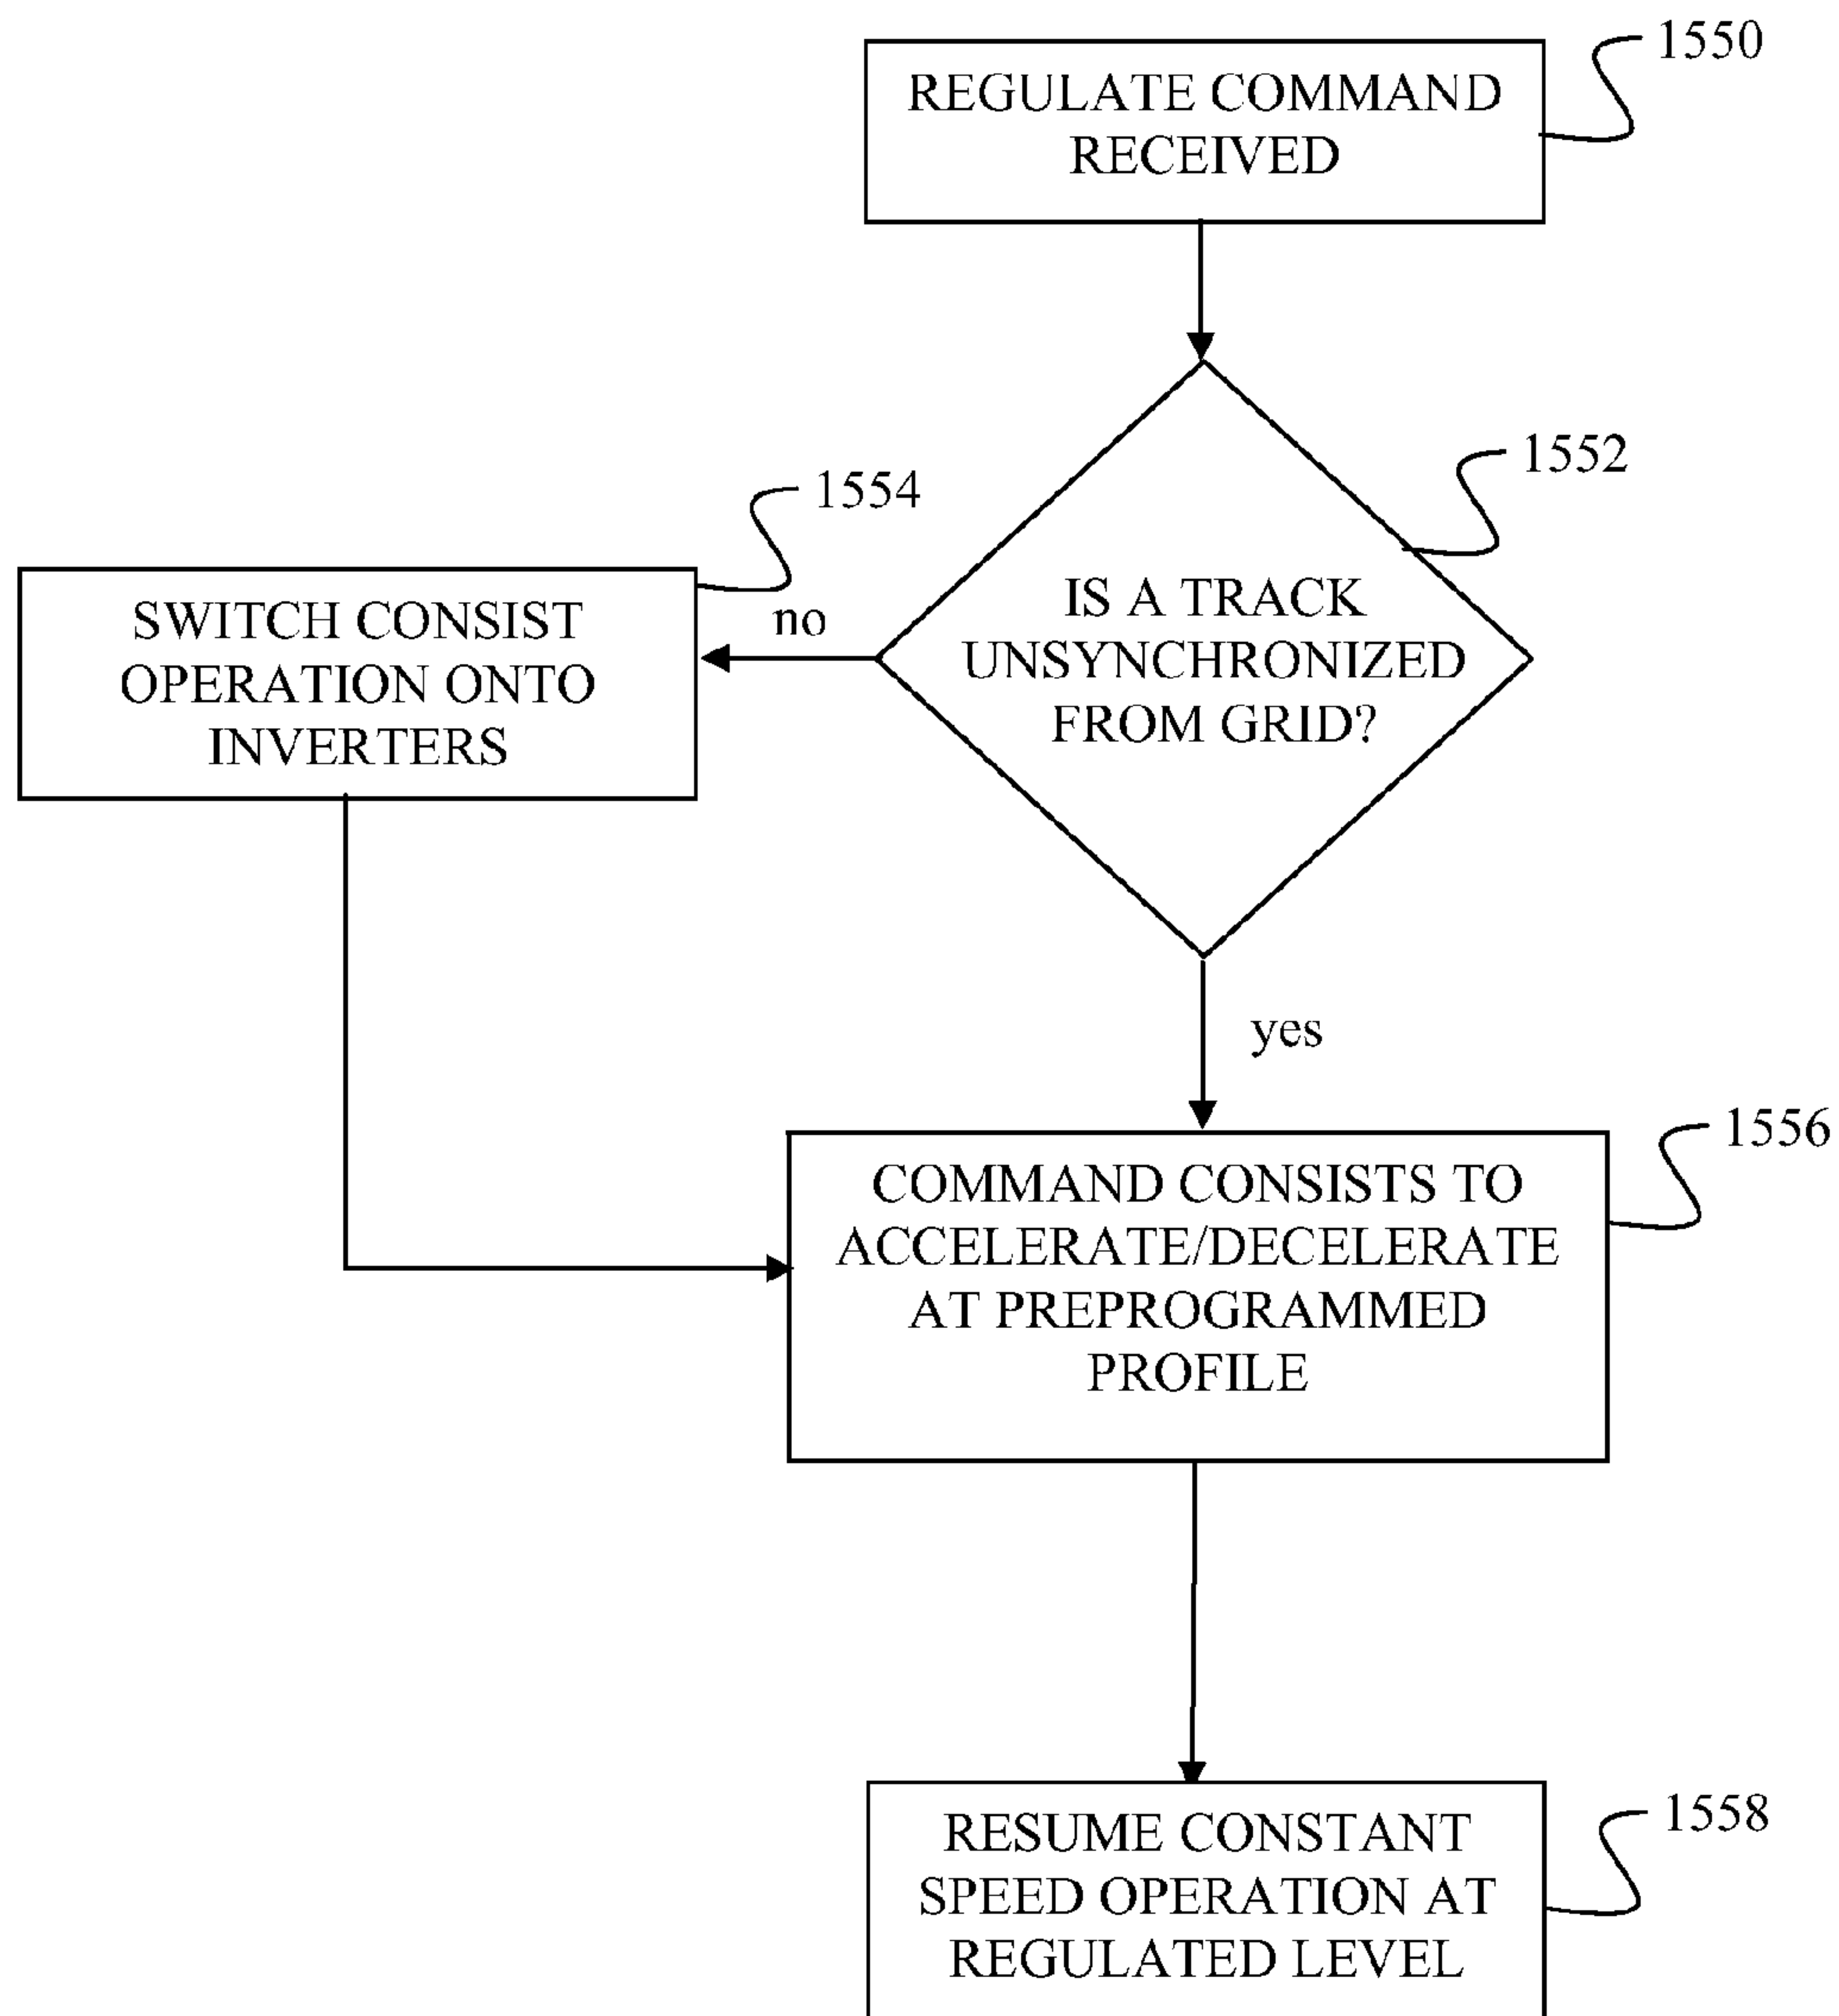 1550
REGULATE COMMAND
RECEIVED
1552
1554
IS A TRACK
UNSYNCHRONIZED
FROM GRID?
no
SWITCH CONSIST
OPERATION ONTO
INVERTERS
yes
1556
COMMAND CONSISTS TO
ACCELERATE/DECELERATE
AT PREPROGRAMMED
PROFILE
1558
RESUME CONSTANT
SPEED OPERATION AT
REGULATED LEVEL